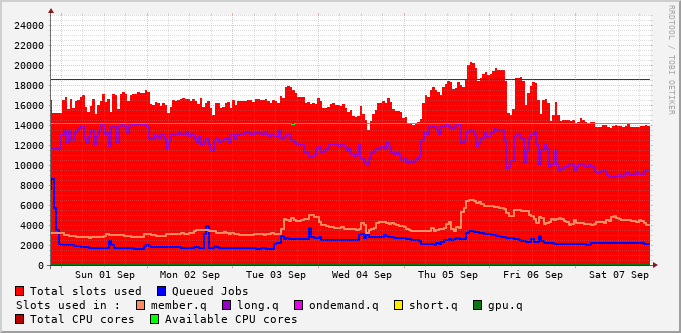 RRDTOOL / TOBI OETIKER
24000
22000
20000
18000
16000
14000
12000
10000
8000
6000
4000
2000
0
Sun 01 Sep Mon 02 Sep Tue 03 Sep Wed 04 Sep Thu 05 Sep Fri 06 Sep Sat 07 Sep
Total slots used Queued Jobs
Slots used in : member.q long.q ondemand.q short.q gpu.q
Total CPU cores Available CPU cores